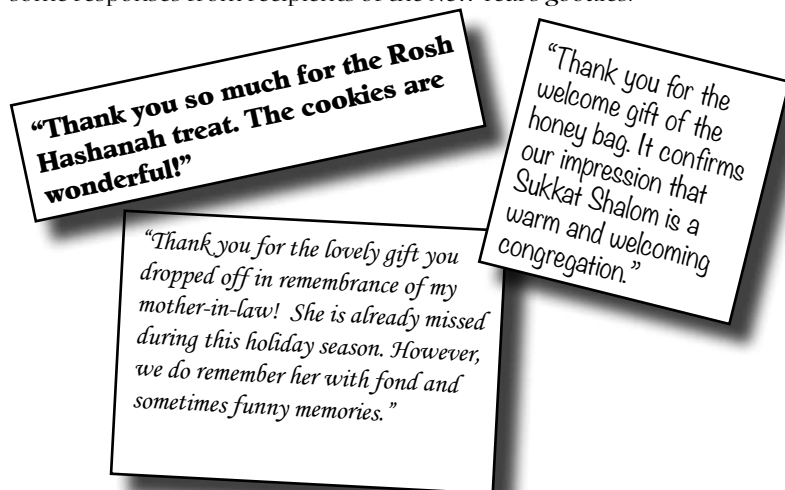 some responses from recipients of the New Years goodies:
“Thank you so much for the Rosh
Hashanah treat. The cookies are
wonderful!”
“Thank you for the
welcome gift of the
honey bag. It confirms
our impression that
Sukkat Shalom is a
warm and welcoming
congregation.”
“Thank you for the lovely gift you
dropped off in remembrance of my
mother-in-law!  She is already missed
during this holiday season. However,
we do remember her with fond and
sometimes funny memories.”